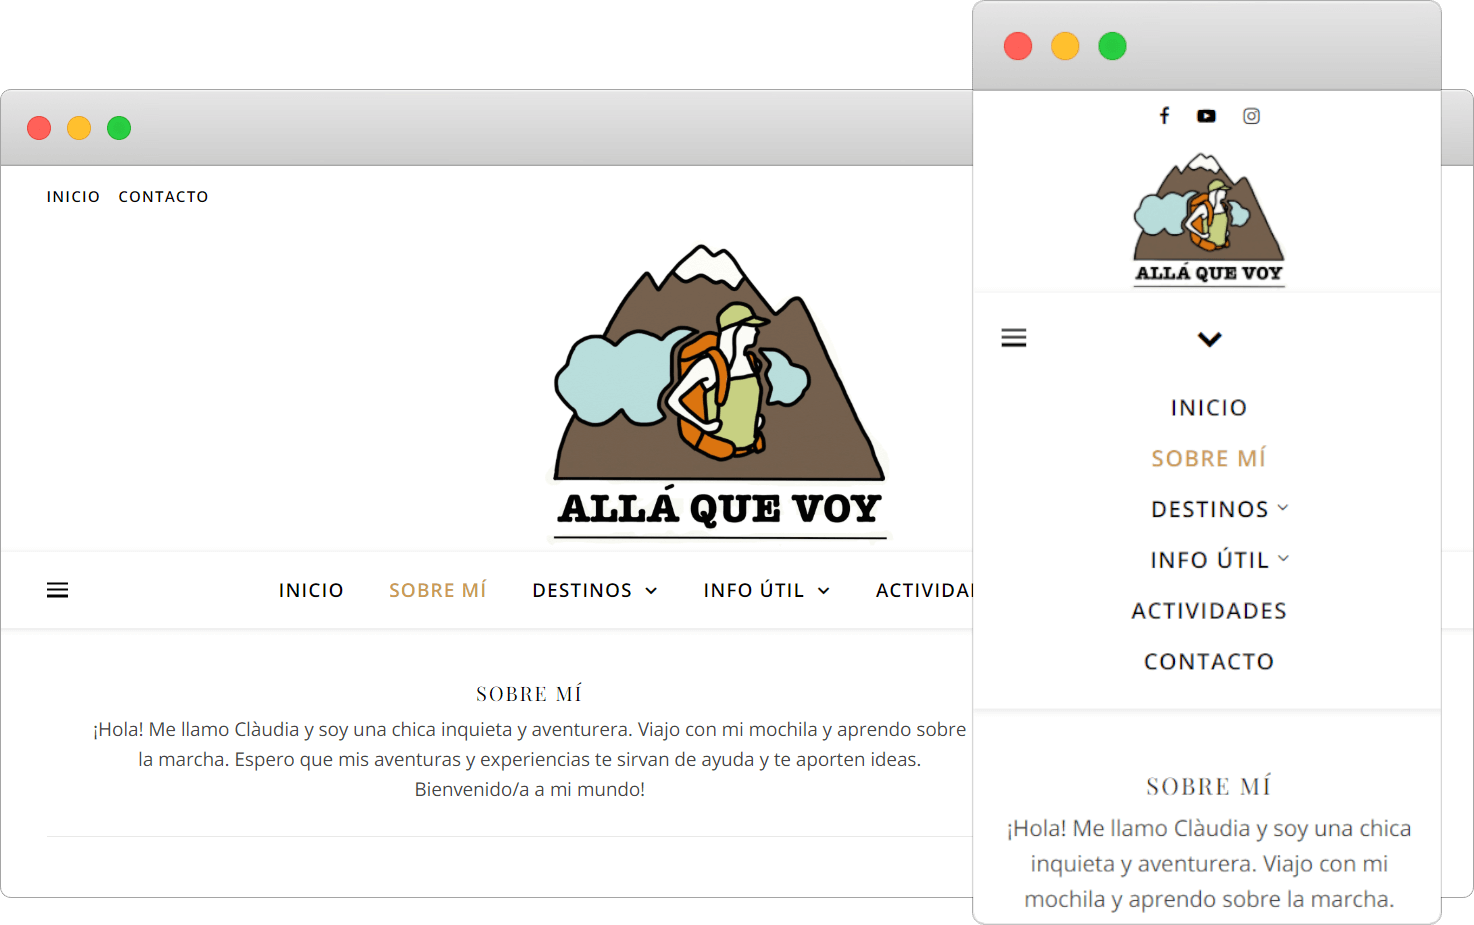 INICIO CONTACTO
ALLÁ QUE VOY
INICIO SOBRE MÍ DESTINOS INFO ÚTIL ACTIVIDA
SOBRE MÍ
¡Hola! Me llamo Clàudia y soy una chica inquieta y aventurera. Viajo con mi mochila y aprendo sobre
la marcha. Espero que mis aventuras y experiencias te sirvan de ayuda y te aporten ideas.
Bienvenido/a a mi mundo!
ALLÁ QUE VOY
INICIO
SOBRE MÍ
DESTINOS
INFO ÚTIL
ACTIVIDADES
CONTACTO
SOBRE MÍ
¡Hola! Me llamo Clàudia y soy una chica
inquieta y aventurera. Viajo con mi
mochila y aprendo sobre la marcha.